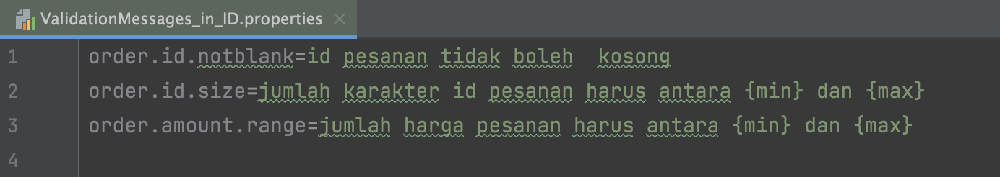 ValidationMessages_in_ID.properties
1 order.id.notblank=id pesanan tidak boleh  kosong
2 order.id.size=jumlah karakter id pesanan harus antara {min} dan {max}
3 order.amount.range=jumlah harga pesanan harus antara {min} dan {max}
4